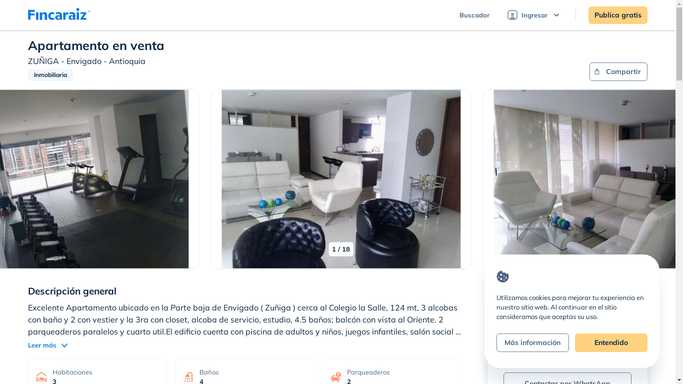 Fincaraiz
Buscador
Ingresar
Publica gratis
Apartamento en venta
ZUÑIGA - Envigado - Antioquia
Inmobiliaria
Compartir
1 / 18
Descripción general
Excelente Apartamento ubicado en la Parte baja de Envigado ( Zuñiga ) cerca al Colegio la Salle, 124 mt, 3 alcobas
con baño y 2 con vestier y la 3ra con closet, alcoba de servicio, estudio, 4.5 baños; balcón con vista al Oriente, 2
parqueaderos paralelos y cuarto util.El edificio cuenta con piscina de adultos y niños, juegos infantiles, salón social ...
Leer más
Habitaciones
3
Baños
4
Parqueaderos
2
Utilizamos cookies para mejorar tu experiencia en
nuestro sitio web. Al continuar en el sitio
consideramos que aceptas su uso.
Más información
Entendido
Contactar por WhatsApp